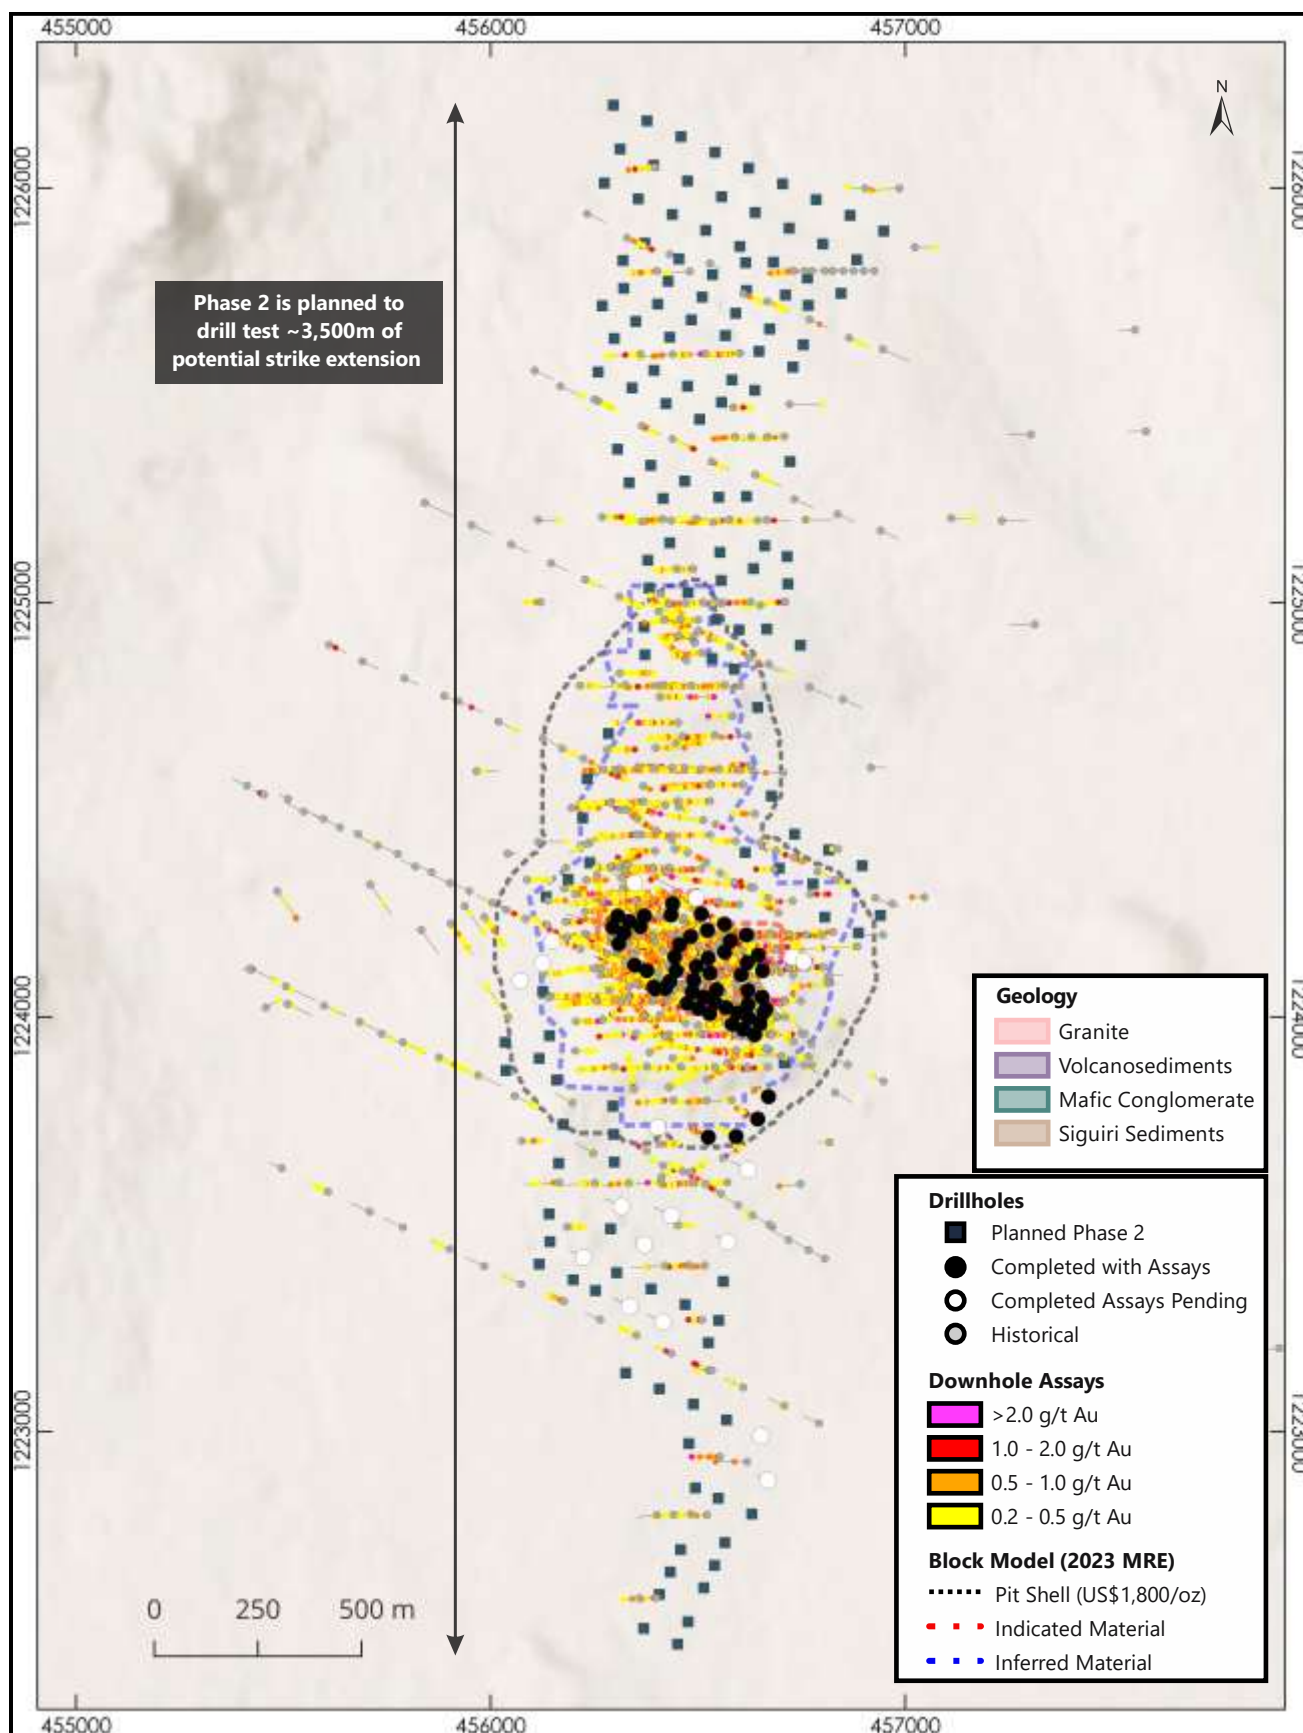 455000
456000
457000
N
1226000
1226000
Phase 2 is planned to
drill test ~3,500m of
potential strike extension
1225000
1225000
1224000
1224000
Geology
Granite
Volcanosediments
Mafic Conglomerate
Siguiri Sediments
Drillholes
Planned Phase 2
Completed with Assays
Completed Assays Pending
Historical
Downhole Assays
>2.0 g/t Au
1.0 - 2.0 g/t Au
0.5 - 1.0 g/t Au
0.2 - 0.5 g/t Au
1223000
1223000
Block Model (2023 MRE)
Pit Shell (US$1,800/oz)
Indicated Material
Inferred Material
0 250 500 m
455000
456000
457000